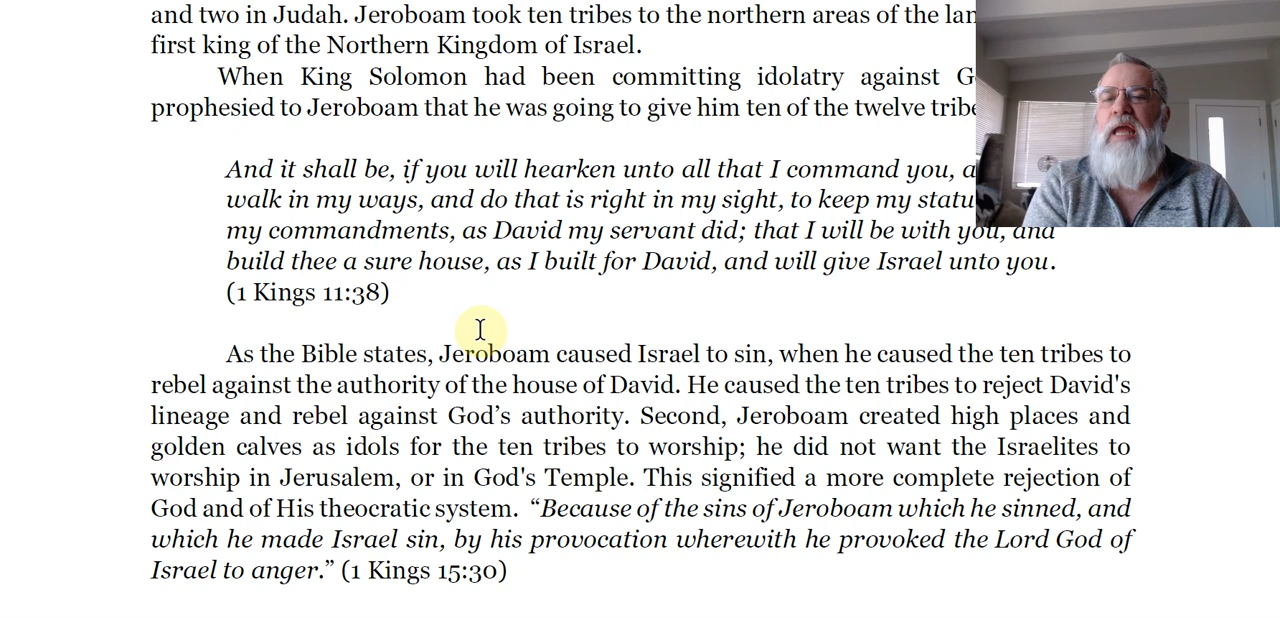 and two in Judah. Jeroboam took ten tribes to the northern areas of the
first king of the Northern Kingdom of Israel.
When King Solomon had been committing idolatry against
prophesied to Jeroboam that he was going to give him ten of the twelve
And it shall be, if you will hearken unto all that I command you,
walk in my ways, and do that is right in my sight, to keep my
my commandments, as David my servant did; that I will be with you, and
build thee a sure house, as I built for David, and will give Israel unto you.
(1 Kings 11:38)
As the Bible states, Jeroboam caused Israel to sin, when he caused the ten tribes to
rebel against the authority of the house of David. He caused the ten tribes to reject David's
lineage and rebel against God’s authority. Second, Jeroboam created high places and
golden calves as idols for the ten tribes to worship; he did not want the Israelites to
worship in Jerusalem, or in God's Temple. This signified a more complete rejection of
God and of His theocratic system. “Because of the sins of Jeroboam which he sinned, and
which he made Israel sin, by his provocation wherewith he provoked the Lord God of
Israel to anger.” (1 Kings 15:30)